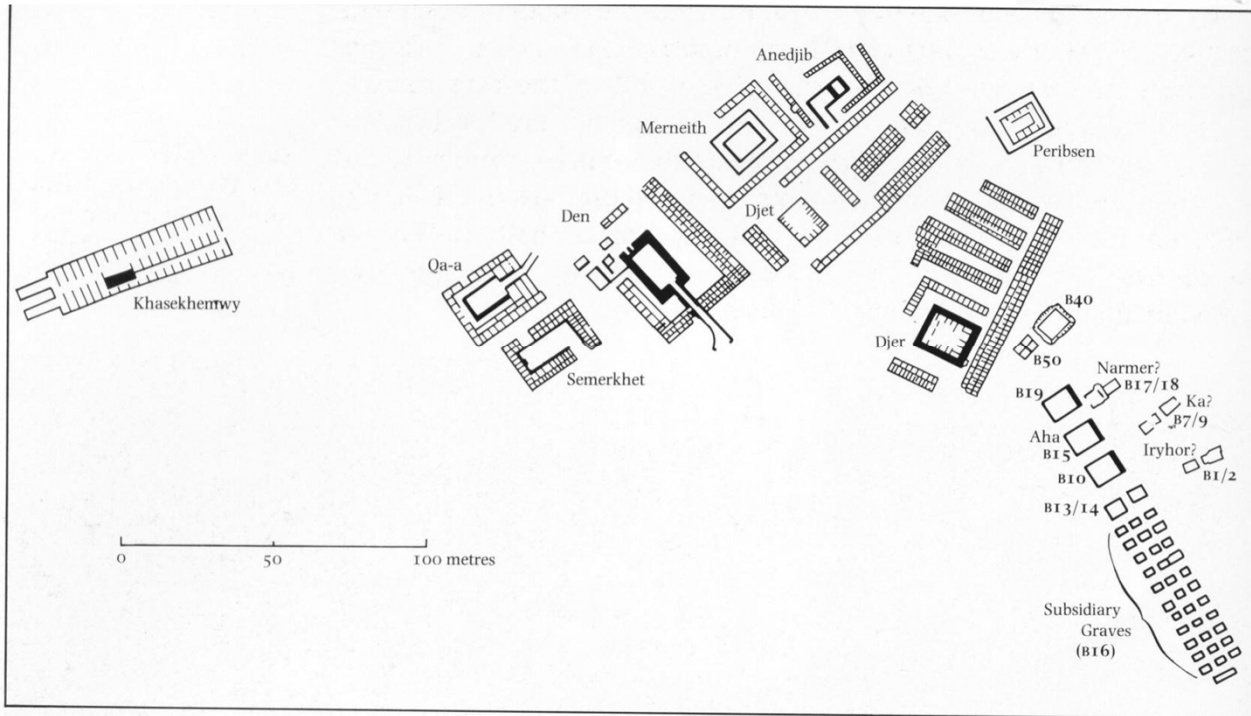 Anedjib
Merneith
Peribsen
Den
Djet
Qa-a
Khasekhemwy
Semerkhet
Djer
B40
B50
Narmer?
B17/18
B19
Ka?
B7/9
Aha
B15
Iryhor?
B1/2
B10
B13/14
0 50 100 metres
Subsidiary
Graves
(B16)